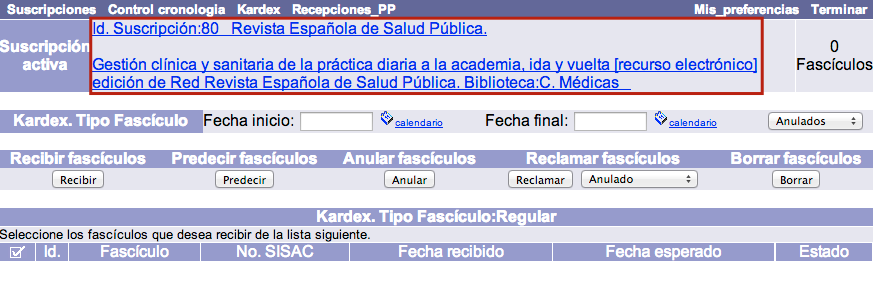 Suscripciones Control cronologia Kardex Recepciones_PP Mis_preferencias Terminar
Suscripción activa
Id. Suscripción:80 Revista Española de Salud Pública.
Gestión clínica y sanitaria de la práctica diaria a la academia, ida y vuelta [recurso electrónico]
edición de Red Revista Española de Salud Pública. Biblioteca:C. Médicas
0
Fascículos
Kardex. Tipo Fascículo Fecha inicio: calendario Fecha final: calendario Anulados
Recibir fascículos Predecir fascículos Anular fascículos Reclamar fascículos Borrar fascículos
Recibir Predecir Anular Reclamar Anulado Borrar
Kardex. Tipo Fascículo:Regular
Seleccione los fascículos que desea recibir de la lista siguiente.
Id. Fascículo No. SISAC Fecha recibido Fecha esperado Estado